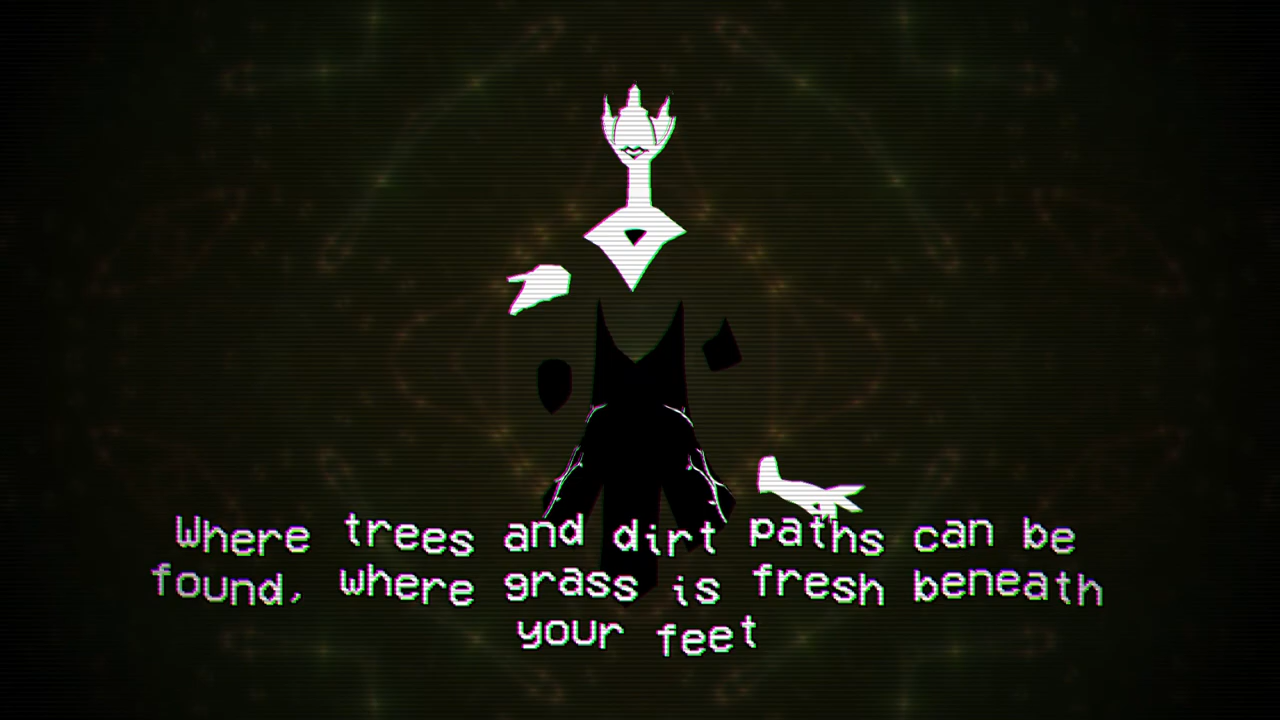 Where trees and dirt paths can be
found, where grass is fresh beneath
your feet